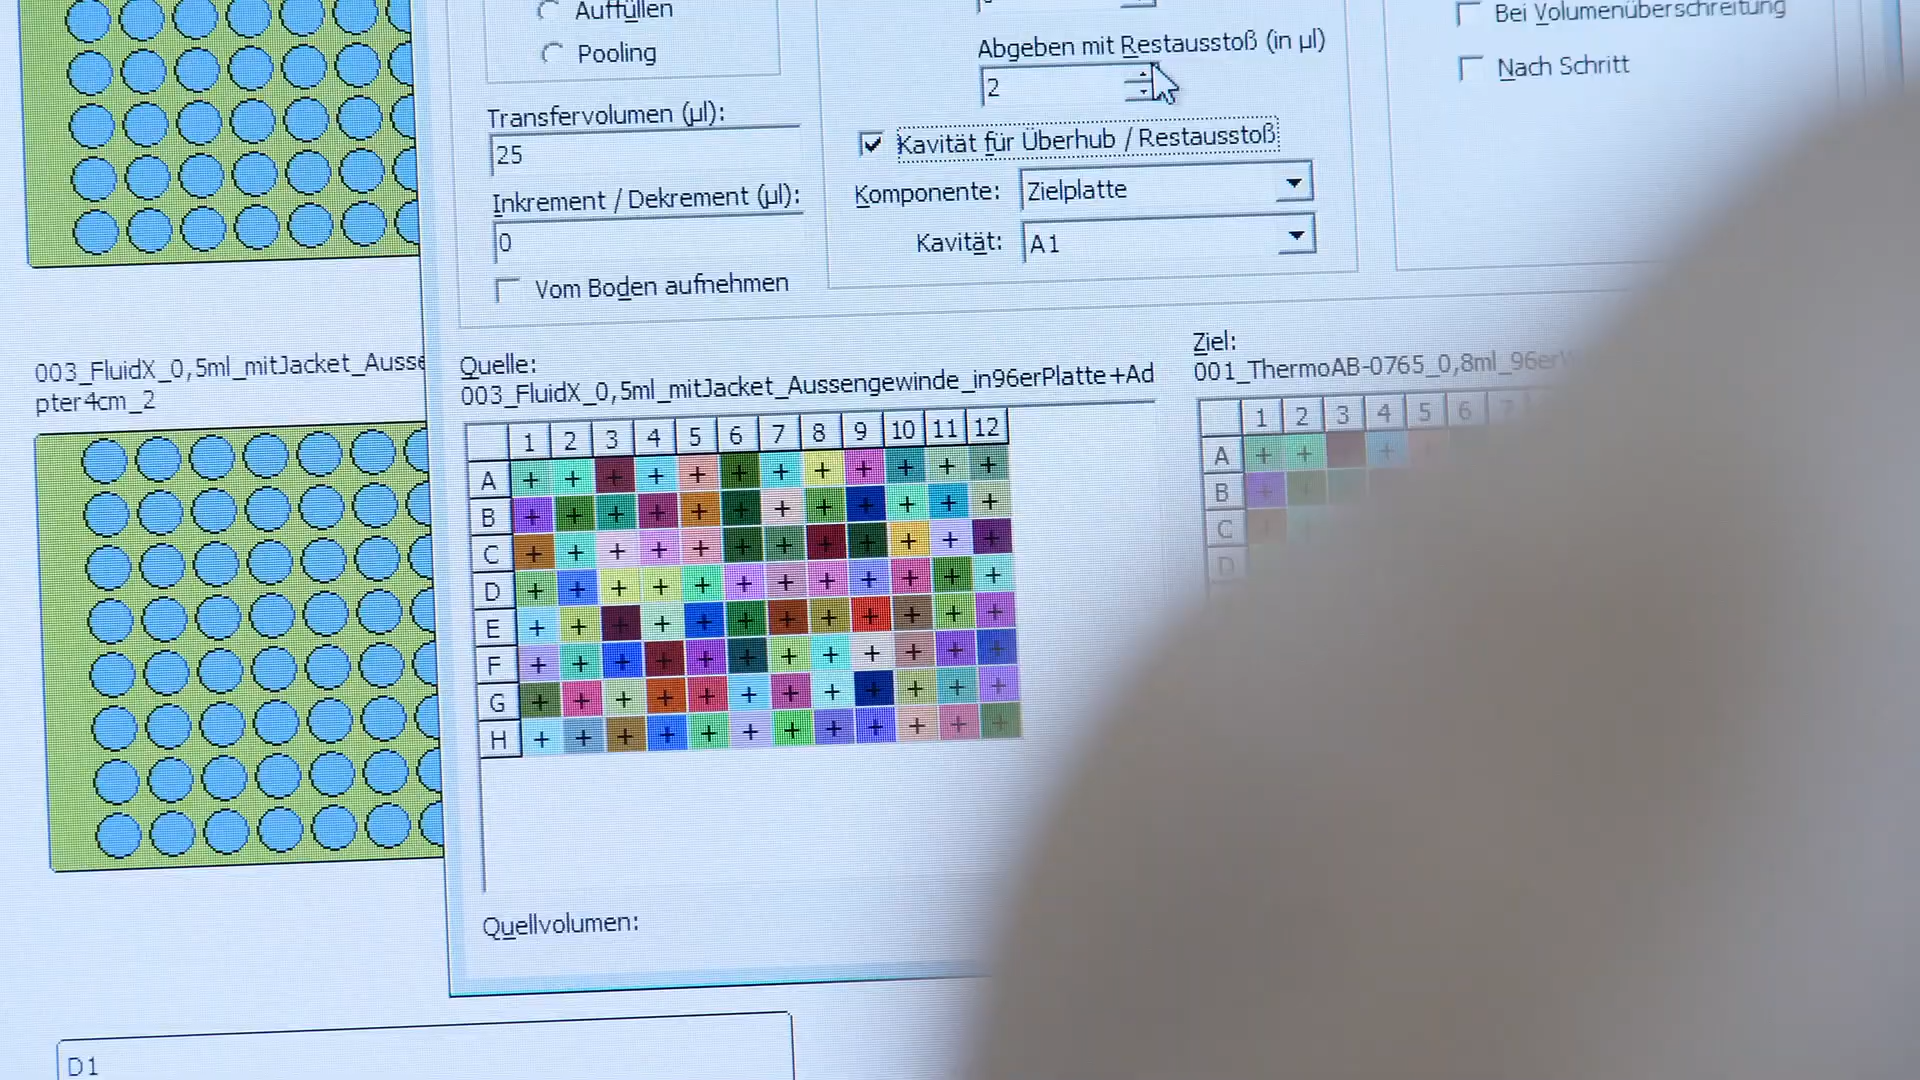 Auffüllen
Pooling
Transfervolumen (µl):
25
Inkrement / Dekrement (µl):
0
Vom Boden aufnehmen
Abgeben mit Restausstoß (in µl)
2
Kavität für Überhub / Restausstoß
Komponente: Zielplatte
Kavität: A1
Bei Volumenüberschreitung
Nach Schritt
003_FluidX_0,5ml_mitJacket_Ausse
pter4cm_2
Quelle:
003_FluidX_0,5ml_mitJacket_Aussengewinde_in96erPlatte+Ad
1 2 3 4 5 6 7 8 9 10 11 12
A + + + + + + + + + + + +
B + + + + + + + + + + + +
C + + + + + + + + + + + +
D + + + + + + + + + + + +
E + + + + + + + + + + + +
F + + + + + + + + + + + +
G + + + + + + + + + + + +
H + + + + + + + + + + + +
Quellvolumen:
Ziel:
001_ThermoAB-0765_0,8ml_96er
1 2 3 4 5 6 7
A + + +
B + +
C + +
D
D1